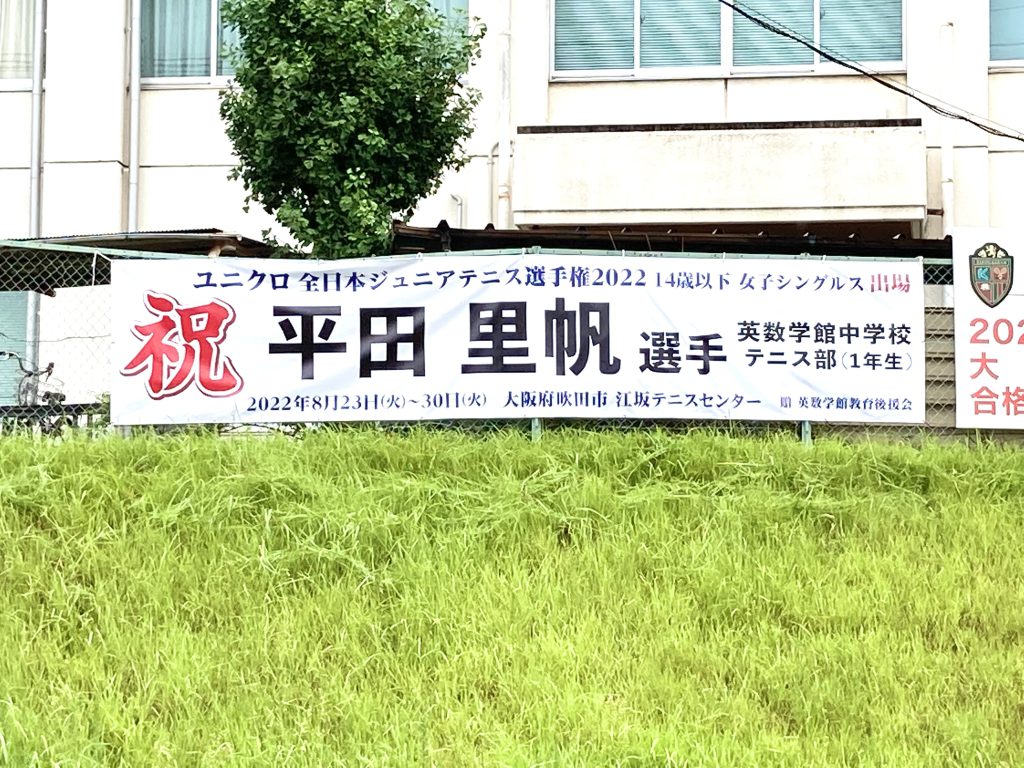 ユニクロ 全日本ジュニアテニス選手権2022 14歳以下 女子シングルス 出場
祝 平田 里帆 選手
英数学館中学校
テニス部(1年生)
2022年8月23日(火)~30日(火) 大阪府吹田市 江坂テニスセンター 贈 英数学館教育後援会
202
大
合格